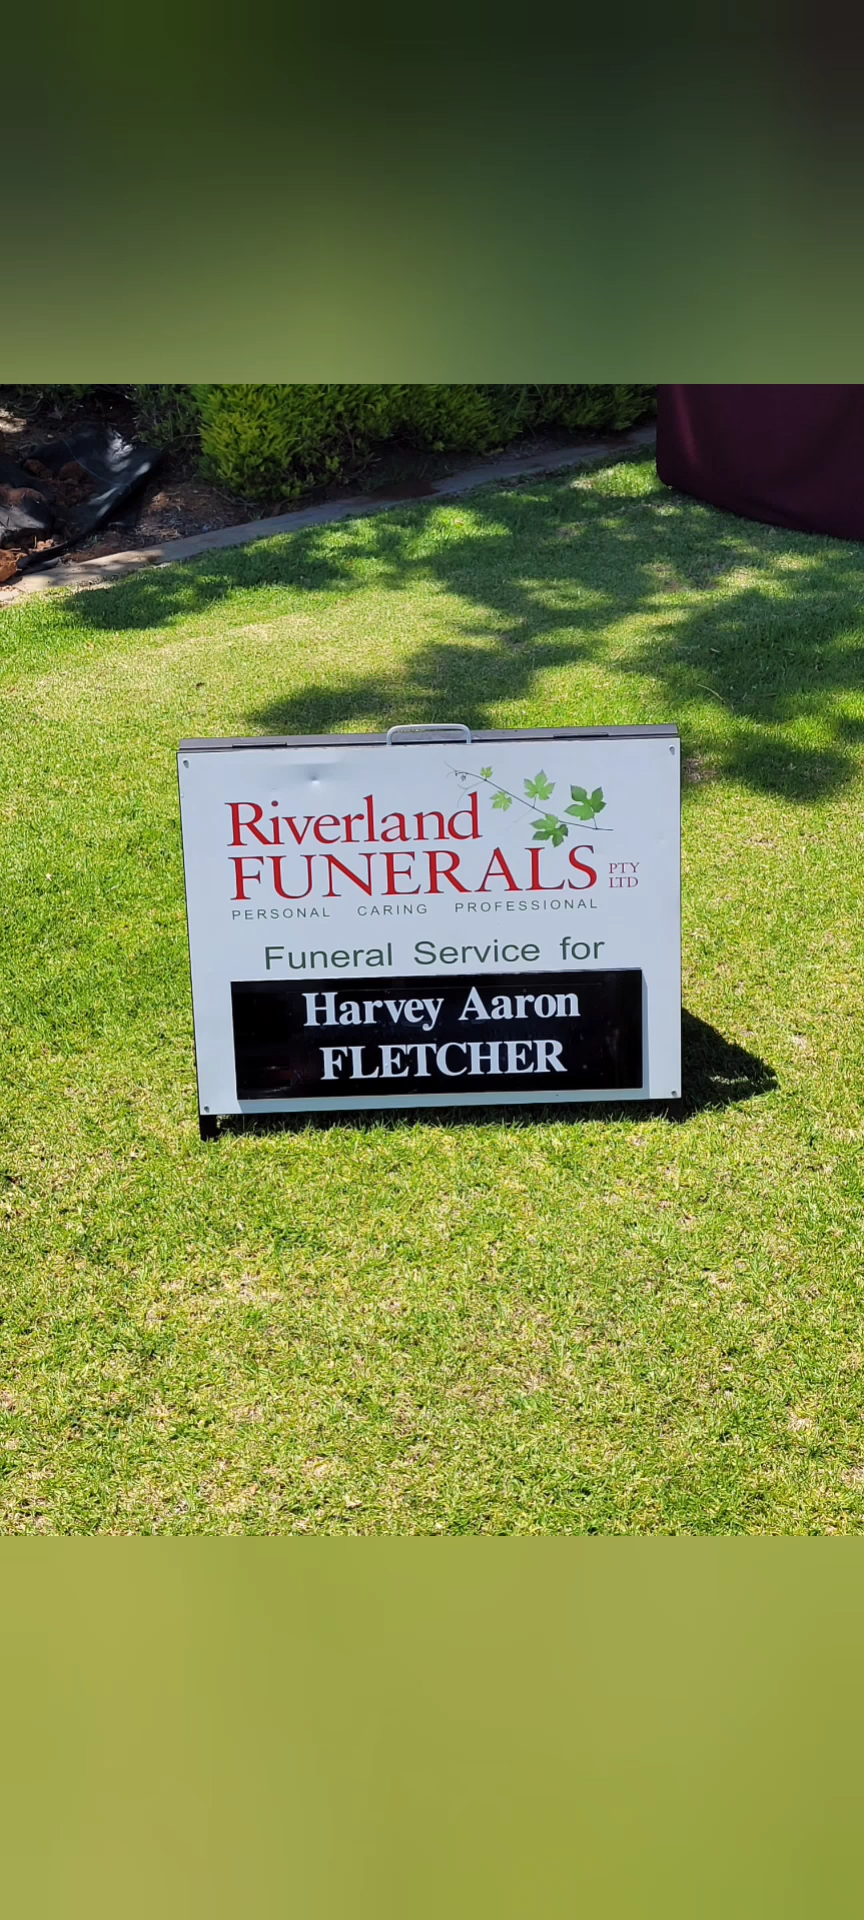 Riverland
FUNERALS PTY LTD
PERSONAL CARING PROFESSIONAL
Funeral Service for
Harvey Aaron
FLETCHER